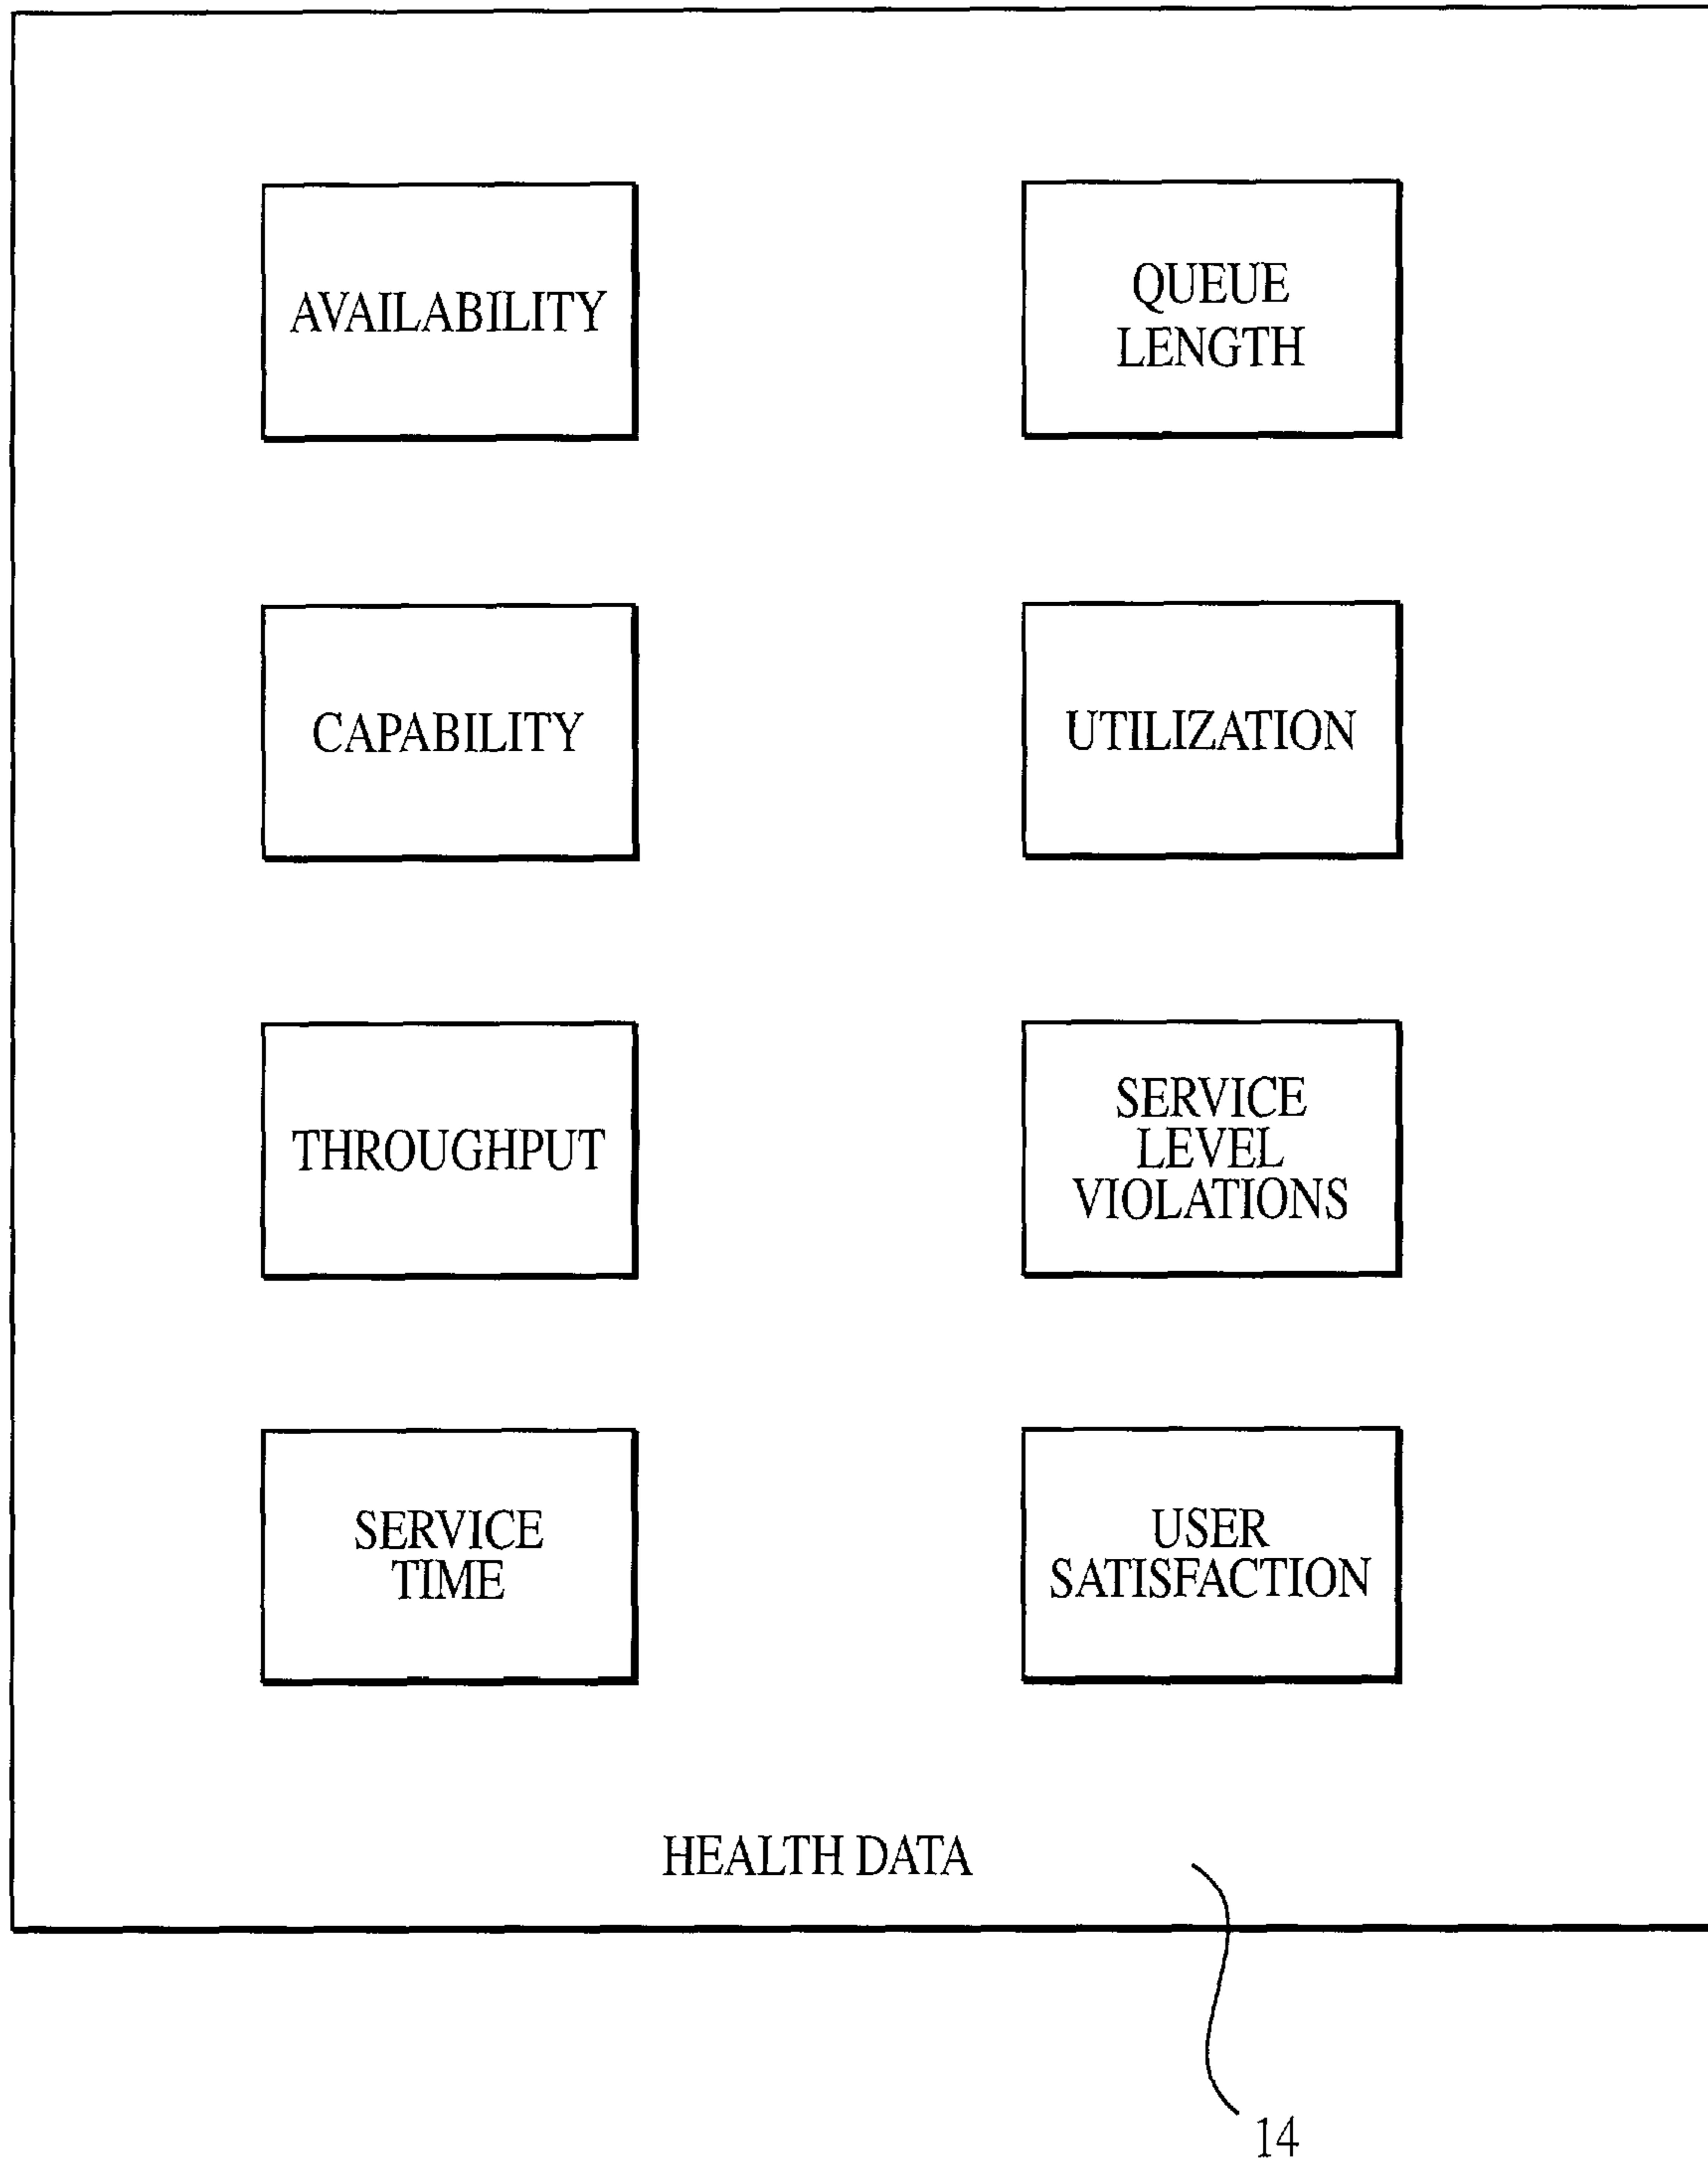 AVAILABILITY
QUEUE
LENGTH
CAPABILITY
UTILIZATION
THROUGHPUT
SERVICE
LEVEL
VIOLATIONS
SERVICE
TIME
USER
SATISFACTION
HEALTH DATA
14